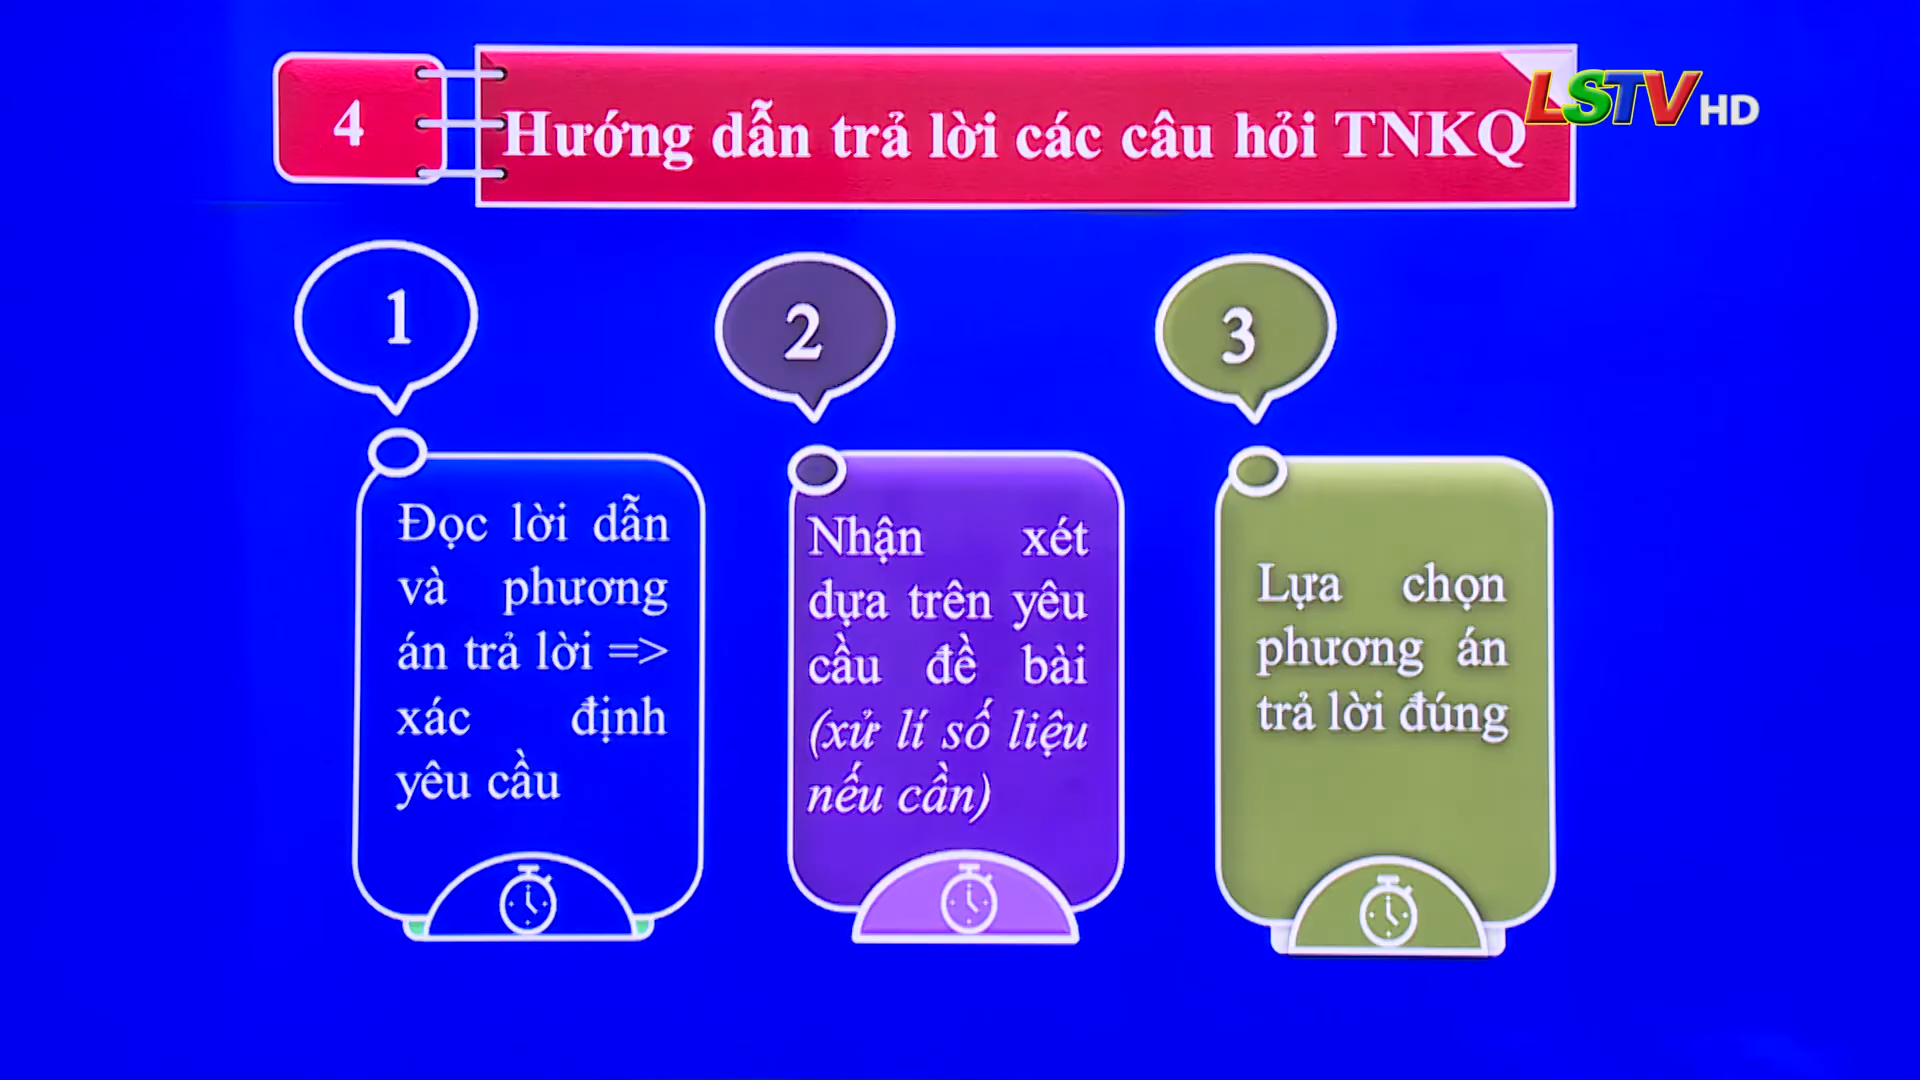 4
Hướng dẫn trả lời các câu hỏi TNKQ
LSTV HD
1
2
3
Đọc lời dẫn
và phương
án trả lời =>
xác định
yêu cầu
Nhận xét
dựa trên yêu
cầu đề bài
(xử lí số liệu
nếu cần)
Lựa chọn
phương án
trả lời đúng